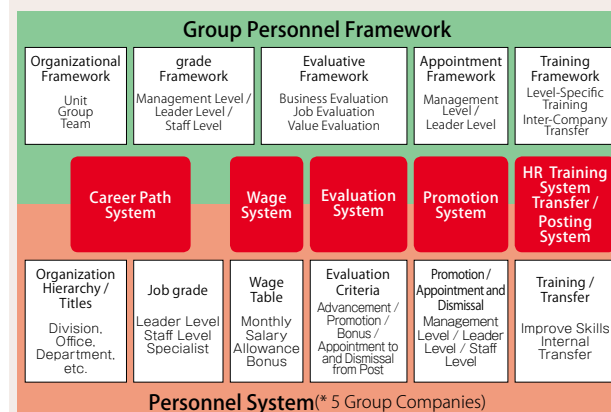 Group Personnel Framework
Organizational
Framework
Unit
Group
Team
grade
Framework
Management Level /
Leader Level /
Staff Level
Evaluative
Framework
Business Evaluation
Job Evaluation
Value Evaluation
Appointment
Framework
Management
Level /
Leader Level
Training
Framework
Level-Specific
Training
Inter-Company
Transfer
Career Path
System
Wage
System
Evaluation
System
Promotion
System
HR Training
System
Transfer /
Posting
System
Organization
Hierarchy /
Titles
Division,
Office,
Department,
etc.
Job grade
Leader Level
Staff Level
Specialist
Wage
Table
Monthly
Salary
Allowance
Bonus
Evaluation
Criteria
Advancement /
Promotion /
Bonus /
Appointment to
and Dismissal
from Post
Promotion /
Appointment and
Dismissal
Management
Level / Leader
Level / Staff
Level
Training /
Transfer
Improve Skills
Internal
Transfer
Personnel System(* 5 Group Companies)